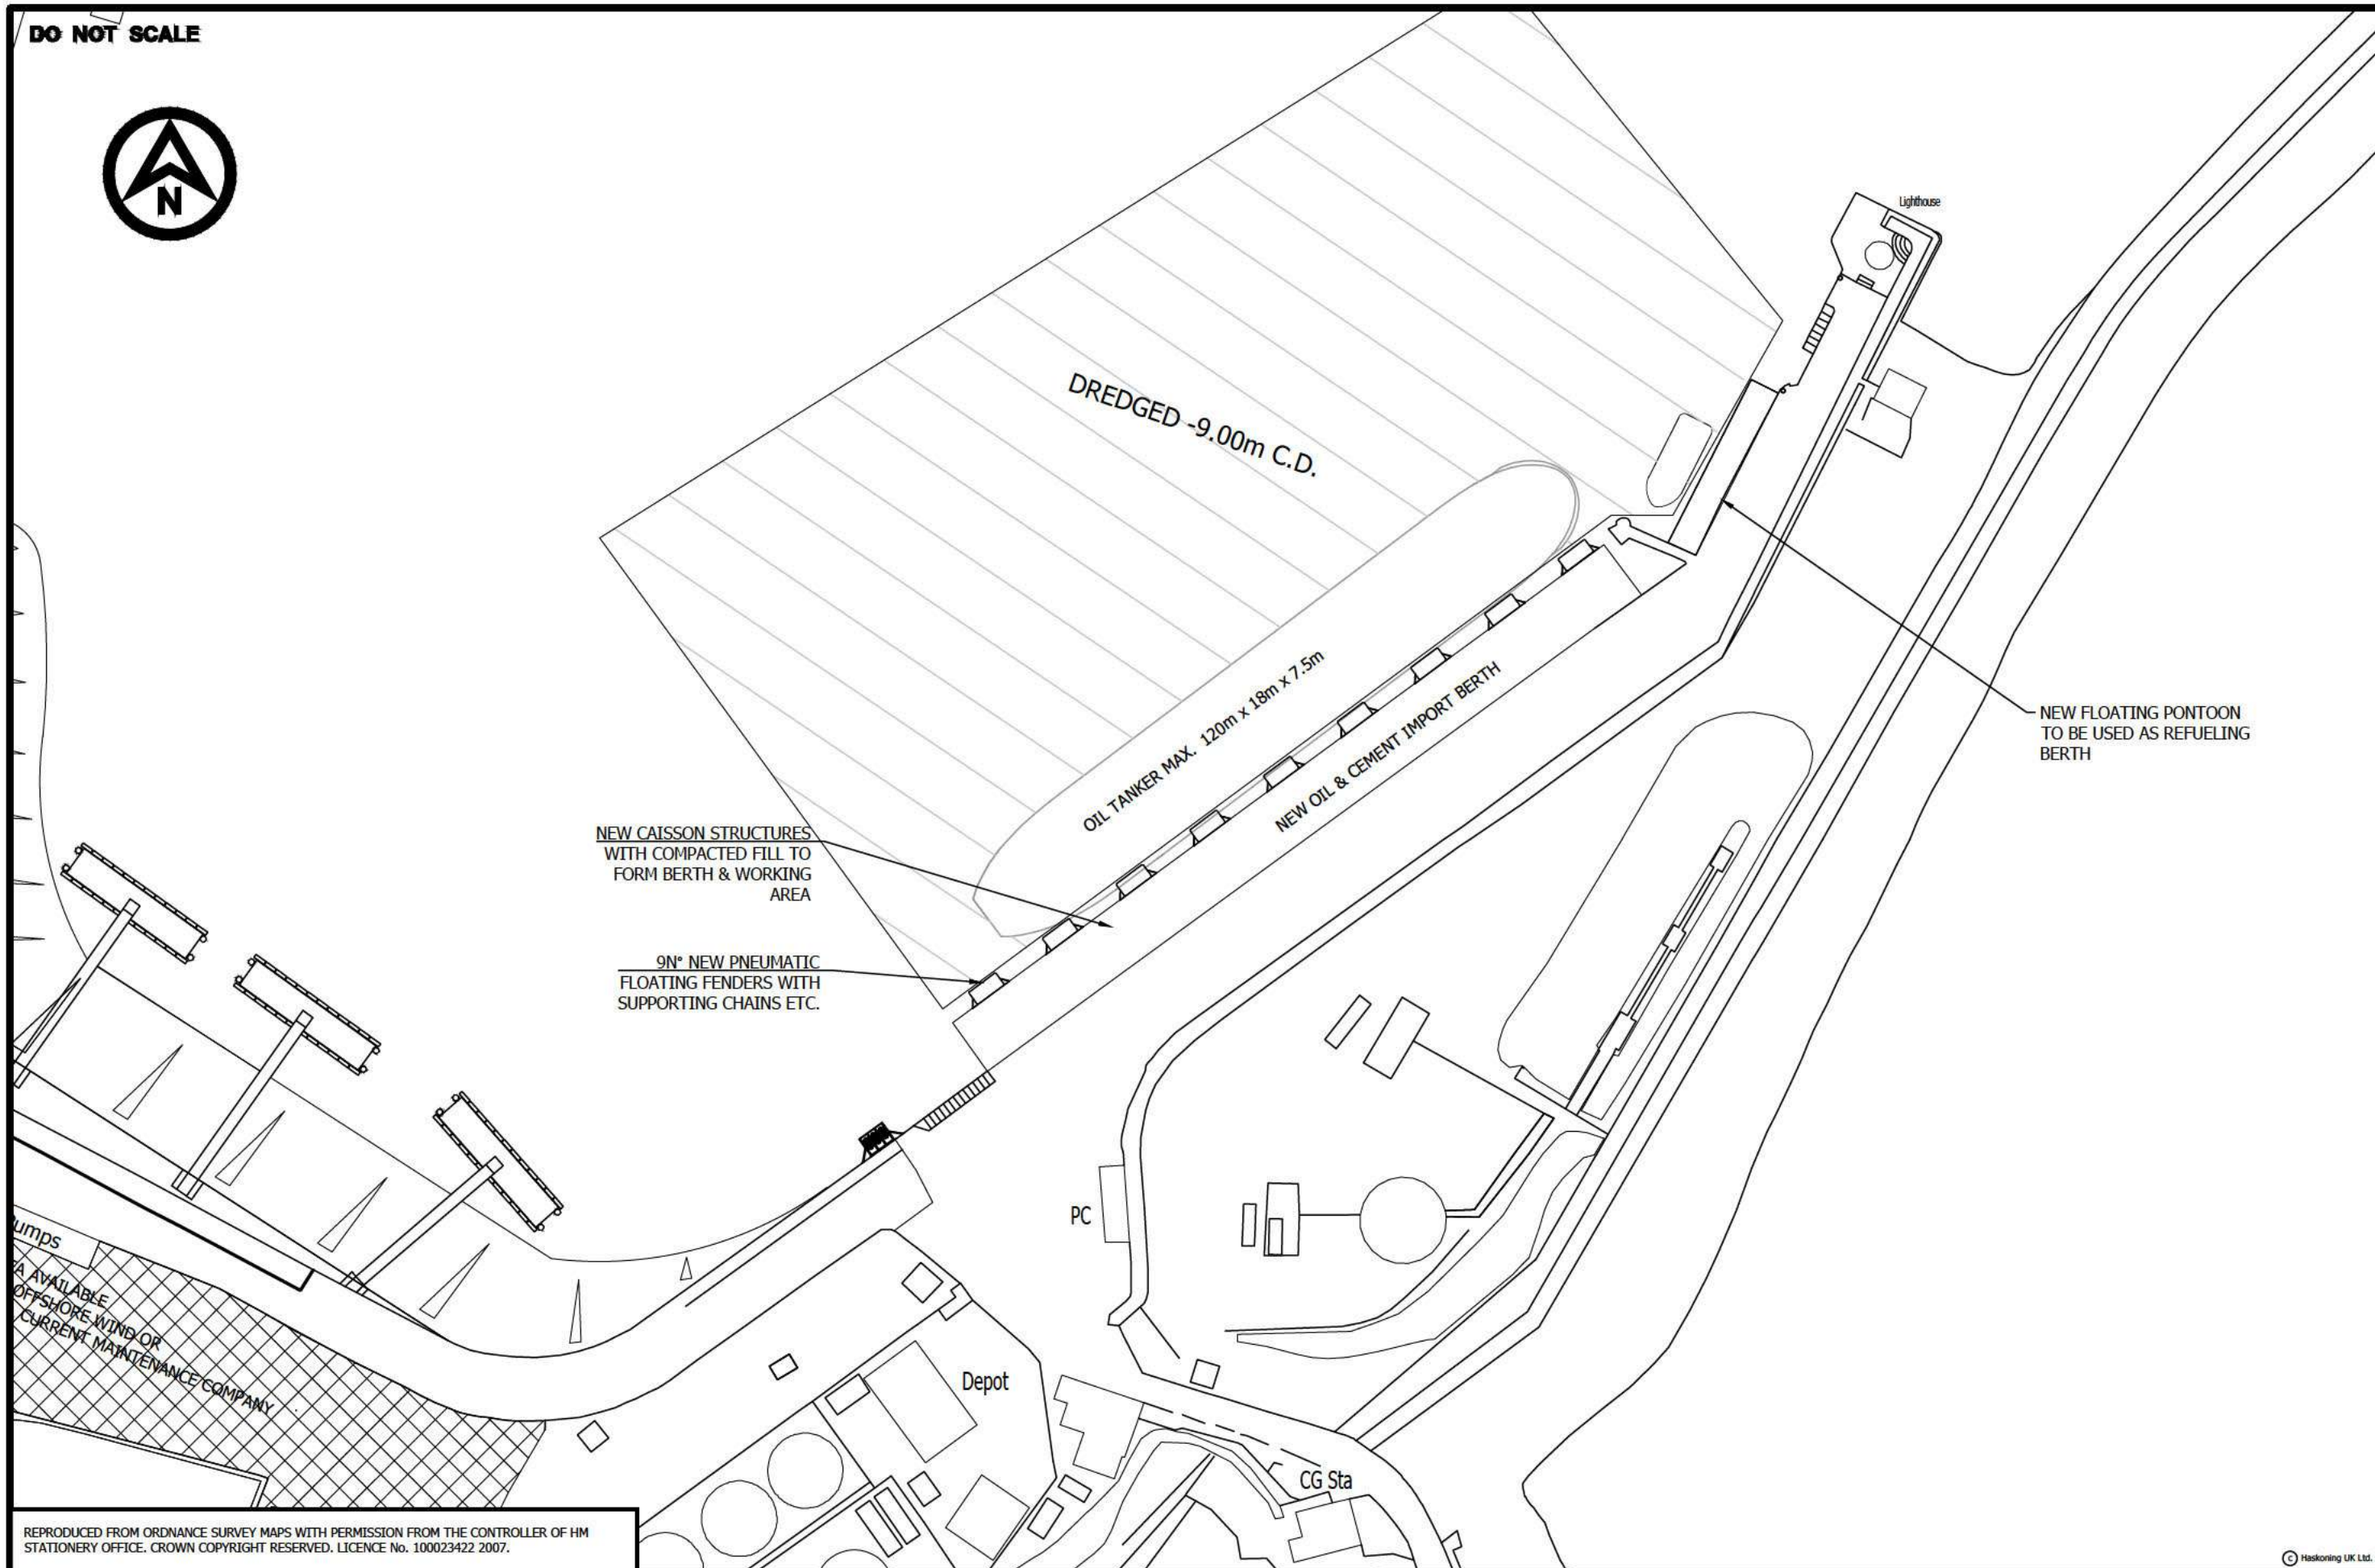 DO NOT SCALE
N
Lighthouse
DREDGED -9.00m C.D.
OIL TANKER MAX. 120m x 18m x 7.5m
NEW OIL & CEMENT IMPORT BERTH
NEW FLOATING PONTOON
TO BE USED AS REFUELING
BERTH
NEW CAISSON STRUCTURES
WITH COMPACTED FILL TO
FORM BERTH & WORKING
AREA
9N° NEW PNEUMATIC
FLOATING FENDERS WITH
SUPPORTING CHAINS ETC.
PC
AVAILABLE
OFFSHORE WIND OR
CURRENT MAINTENANCE COMPANY
Depot
CG Sta
REPRODUCED FROM ORDNANCE SURVEY MAPS WITH PERMISSION FROM THE CONTROLLER OF HM
STATIONERY OFFICE. CROWN COPYRIGHT RESERVED. LICENCE No. 100023422 2007.
© Haskoning UK Ltd.